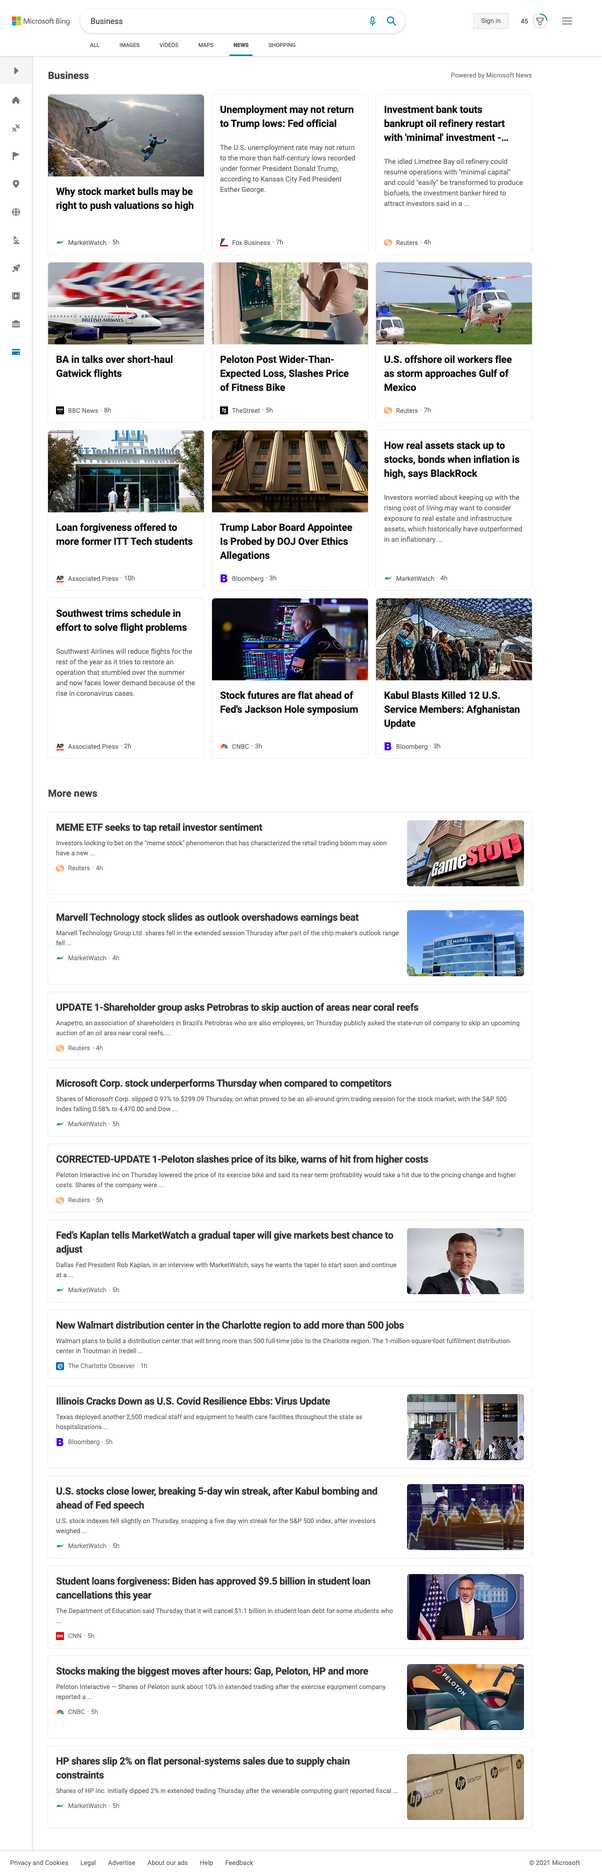 Microsoft Bing
Business
Sign in
45
ALL IMAGES VIDEOS MAPS NEWS SHOPPING
Business
Powered by Microsoft News
Why stock market bulls may be
right to push valuations so high
MarketWatch · 5h
Unemployment may not return
to Trump lows: Fed official
The U.S. unemployment rate may not return
to the more than half-century lows recorded
under former President Donald Trump,
according to Kansas City Fed President
Esther George.
Fox Business · 7h
Investment bank touts
bankrupt oil refinery restart
with 'minimal' investment -...
The idled Limetree Bay oil refinery could
resume operations with "minimal capital"
and could "easily" be transformed to produce
biofuels, the investment banker hired to
attract investors said in a ...
Reuters · 4h
BRITISH AIRWAYS
BA in talks over short-haul
Gatwick flights
BBC News · 8h
Peloton Post Wider-Than-
Expected Loss, Slashes Price
of Fitness Bike
TheStreet · 5h
U.S. offshore oil workers flee
as storm approaches Gulf of
Mexico
Reuters · 7h
ITT Technical Institute
Loan forgiveness offered to
more former ITT Tech students
AP Associated Press · 10h
Trump Labor Board Appointee
Is Probed by DOJ Over Ethics
Allegations
B Bloomberg · 3h
How real assets stack up to
stocks, bonds when inflation is
high, says BlackRock
Investors worried about keeping up with the
rising cost of living may want to consider
exposure to real estate and infrastructure
assets, which historically have outperformed
in an inflationary ...
MarketWatch · 4h
Southwest trims schedule in
effort to solve flight problems
Southwest Airlines will reduce flights for the
rest of the year as it tries to restore an
operation that stumbled over the summer
and now faces lower demand because of the
rise in coronavirus cases.
AP Associated Press · 2h
Stock futures are flat ahead of
Fed's Jackson Hole symposium
CNBC · 3h
Kabul Blasts Killed 12 U.S.
Service Members: Afghanistan
Update
B Bloomberg · 3h
More news
MEME ETF seeks to tap retail investor sentiment
Investors looking to bet on the "meme stock" phenomenon that has characterized the retail trading boom may soon
have a new ...
Reuters · 4h
GameStop
Marvell Technology stock slides as outlook overshadows earnings beat
Marvell Technology Group Ltd. shares fell in the extended session Thursday after part of the chip maker's outlook range
fell ...
MarketWatch · 4h
MARVELL
UPDATE 1-Shareholder group asks Petrobras to skip auction of areas near coral reefs
Anapetro, an association of shareholders in Brazil's Petrobras who are also employees, on Thursday publicly asked the state-run oil company to skip an upcoming
auction of an oil area near coral reefs, ...
Reuters · 4h
Microsoft Corp. stock underperforms Thursday when compared to competitors
Shares of Microsoft Corp. slipped 0.97% to $299.09 Thursday, on what proved to be an all-around grim trading session for the stock market, with the S&P 500
Index falling 0.58% to 4,470.00 and Dow ...
MarketWatch · 5h
CORRECTED-UPDATE 1-Peloton slashes price of its bike, warns of hit from higher costs
Peloton Interactive Inc on Thursday lowered the price of its exercise bike and said its near-term profitability would take a hit due to the pricing change and higher
costs. Shares of the company were ...
Reuters · 5h
Fed's Kaplan tells MarketWatch a gradual taper will give markets best chance to
adjust
Dallas Fed President Rob Kaplan, in an interview with MarketWatch, says he wants the taper to start soon and continue
at a ...
MarketWatch · 5h
New Walmart distribution center in the Charlotte region to add more than 500 jobs
Walmart plans to build a distribution center that will bring more than 500 full-time jobs to the Charlotte region. The 1-million-square-foot fulfillment distribution
center in Troutman in Iredell ...
The Charlotte Observer · 1h
Illinois Cracks Down as U.S. Covid Resilience Ebbs: Virus Update
Texas deployed another 2,500 medical staff and equipment to health care facilities throughout the state as
hospitalizations ...
B Bloomberg · 5h
U.S. stocks close lower, breaking 5-day win streak, after Kabul bombing and
ahead of Fed speech
U.S. stock indexes fell slightly on Thursday, snapping a five day win streak for the S&P 500 index, after investors
weighed ...
MarketWatch · 5h
Student loans forgiveness: Biden has approved $9.5 billion in student loan
cancellations this year
The Department of Education said Thursday that it will cancel $1.1 billion in student loan debt for some students who
...
CNN · 5h
Stocks making the biggest moves after hours: Gap, Peloton, HP and more
Peloton Interactive — Shares of Peloton sunk about 10% in extended trading after the exercise equipment company
reported a ...
CNBC · 5h
PELOTON
HP shares slip 2% on flat personal-systems sales due to supply chain
constraints
Shares of HP Inc. initially dipped 2% in extended trading Thursday after the venerable computing giant reported fiscal ...
MarketWatch · 5h
hp
Privacy and Cookies Legal Advertise About our ads Help Feedback
© 2021 Microsoft